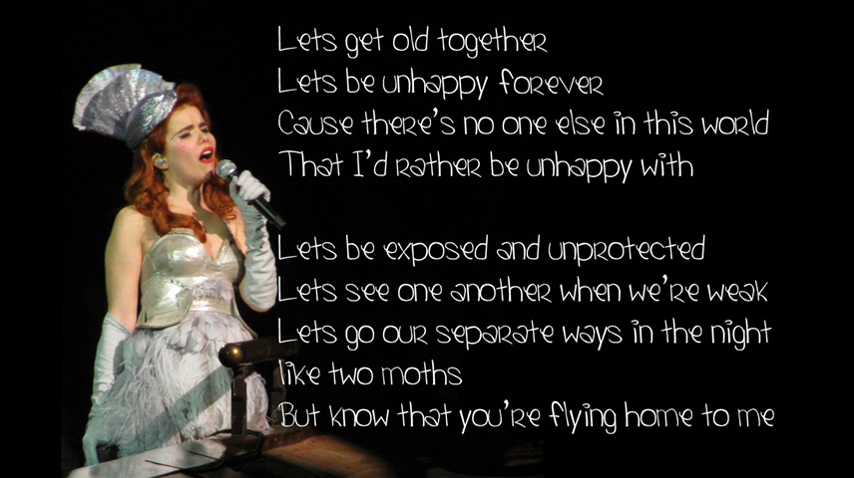 Lets get old together
Lets be unhappy forever
Cause there's no one else in this world
That I'd rather be unhappy with
Lets be exposed and unprotected
Lets see one another when we're weak
Lets go our separate ways in the night
like two moths
But know that you're flying home to me